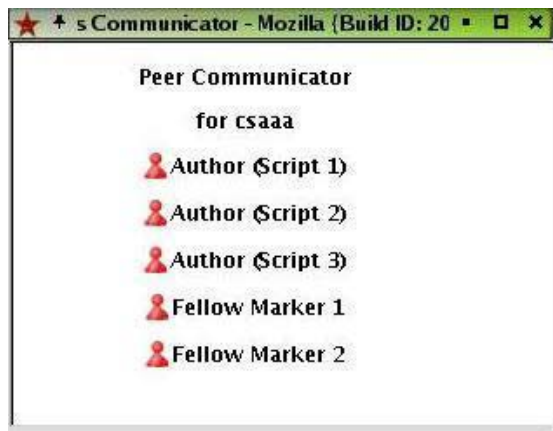 s Communicator - Mozilla {Build ID: 20
Peer Communicator
for csaaa
Author (Script 1)
Author (Script 2)
Author (Script 3)
Fellow Marker 1
Fellow Marker 2